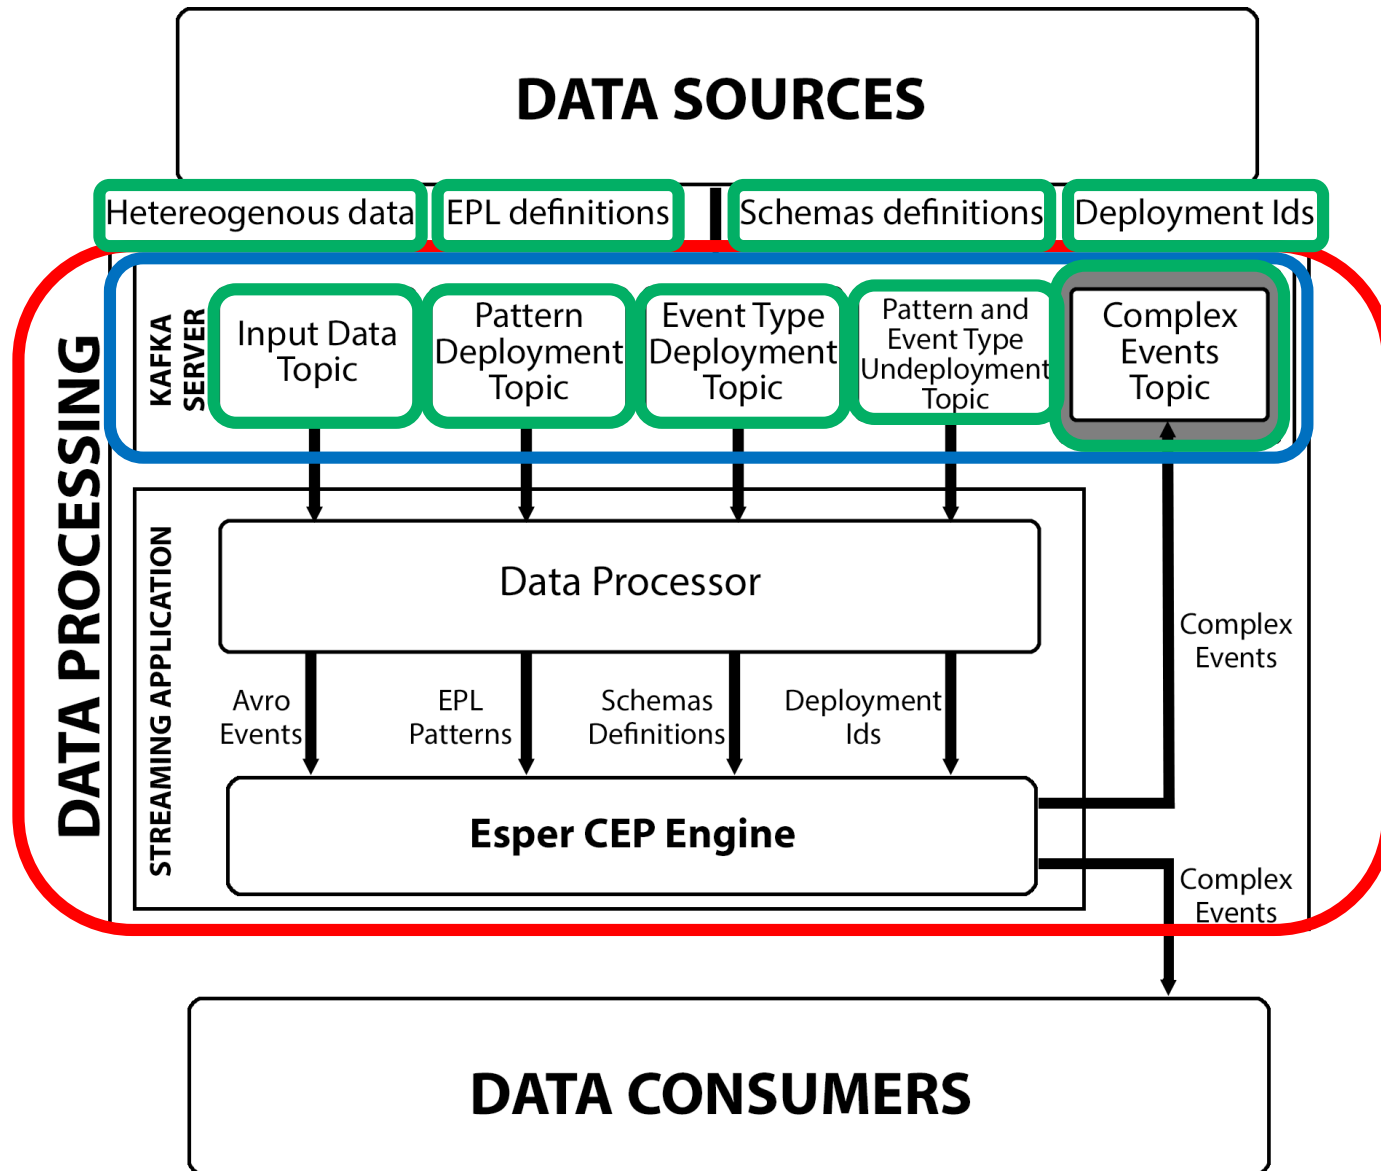 DATA SOURCES
Hetereogenous data
EPL definitions
Schemas definitions
Deployment Ids
DATA PROCESSING
KAFKA
SERVER
Input Data
Topic
Pattern
Deployment
Topic
Event Type
Deployment
Topic
Pattern and
Event Type
Undeployment
Topic
Complex
Events
Topic
STREAMING APPLICATION
Data Processor
Avro
Events
EPL
Patterns
Schemas
Definitions
Deployment
Ids
Complex
Events
Esper CEP Engine
Complex
Events
DATA CONSUMERS